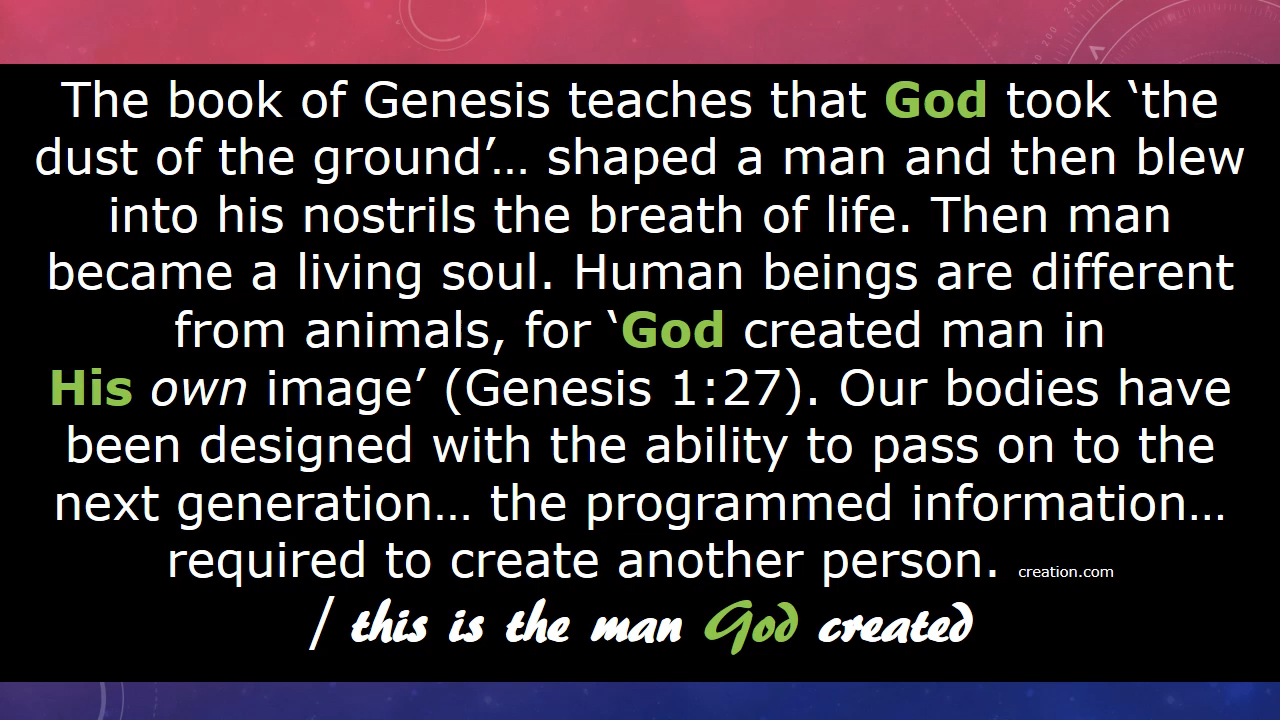 The book of Genesis teaches that God took ‘the
dust of the ground’… shaped a man and then blew
into his nostrils the breath of life. Then man
became a living soul. Human beings are different
from animals, for ‘God created man in
His own image’ (Genesis 1:27). Our bodies have
been designed with the ability to pass on to the
next generation… the programmed information…
required to create another person. creation.com
/ this is the man God created